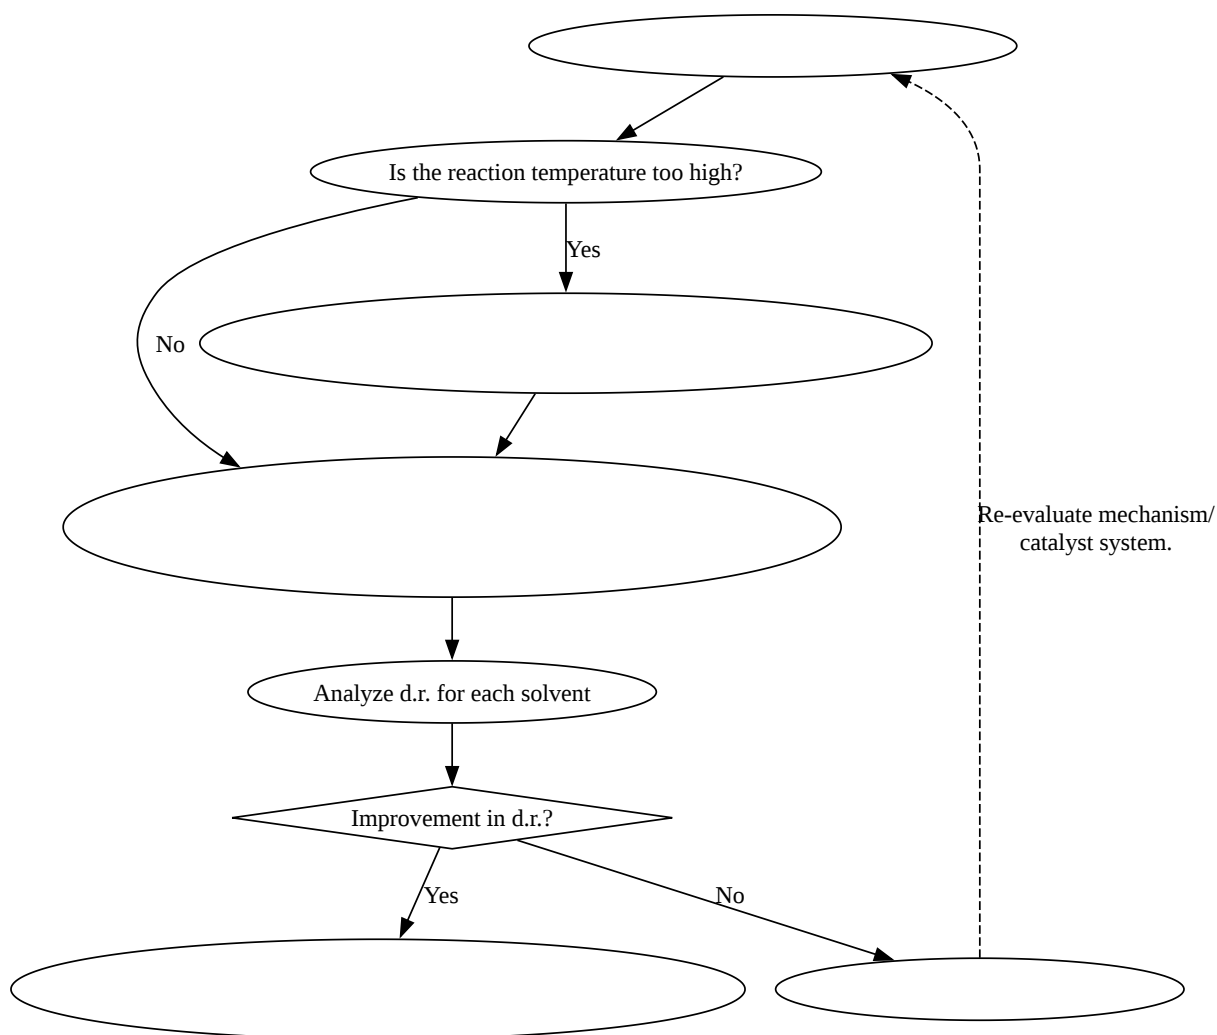 Is the reaction temperature too high?
Yes
No
Re-evaluate mechanism/
catalyst system.
Analyze d.r. for each solvent
Improvement in d.r.?
Yes
No